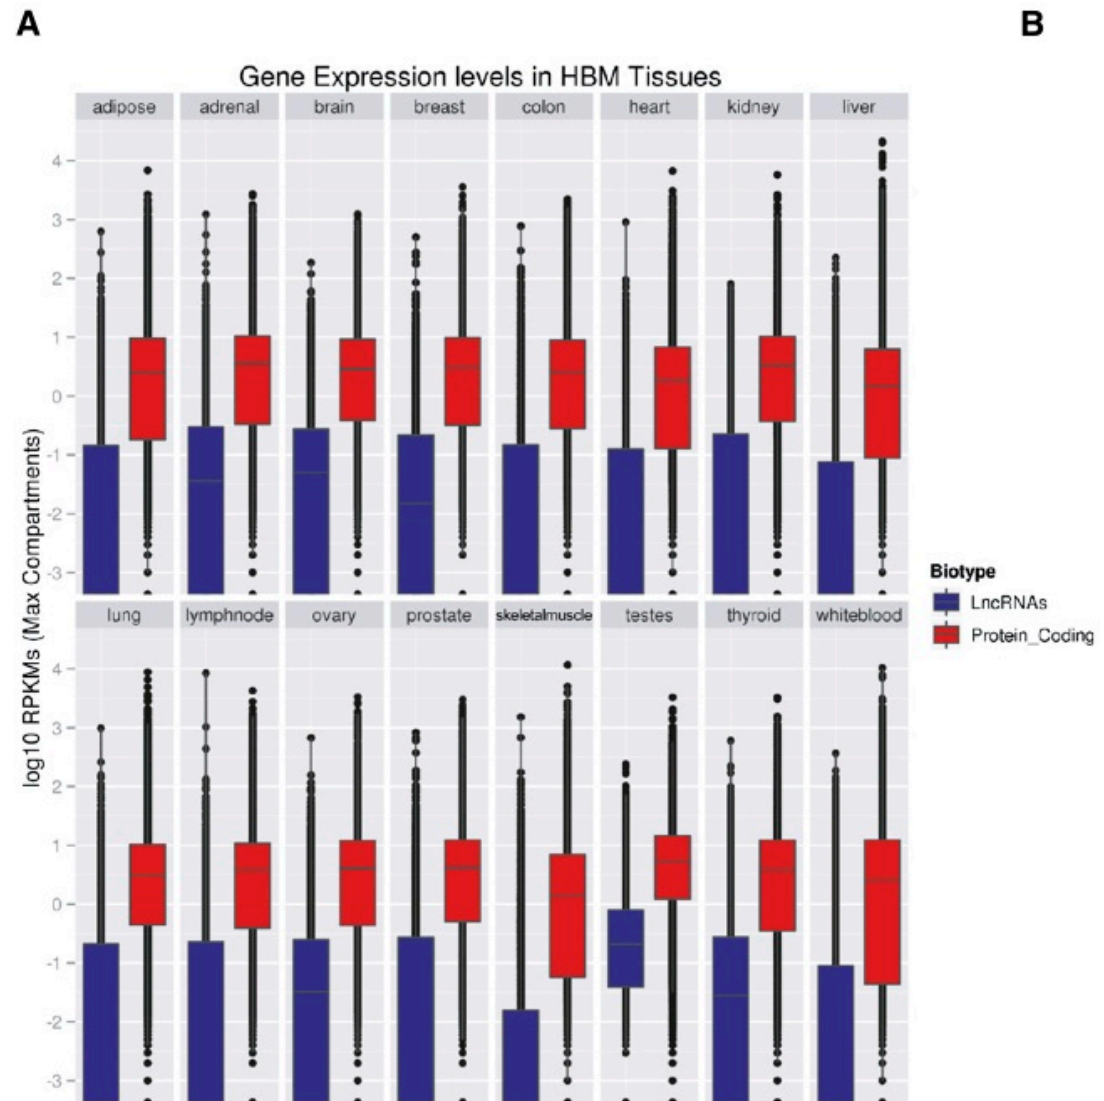 A B
Gene Expression levels in HBM Tissues
adipose adrenal brain breast colon heart kidney liver
4
3
2
1
0
-1
-2
-3
log10 RPKMs (Max Compartments)
Biotype
LncRNAs
Protein_Coding
lung lymphnode ovary prostate skeletalmuscle testes thyroid whiteblood
4
3
2
1
0
-1
-2
-3